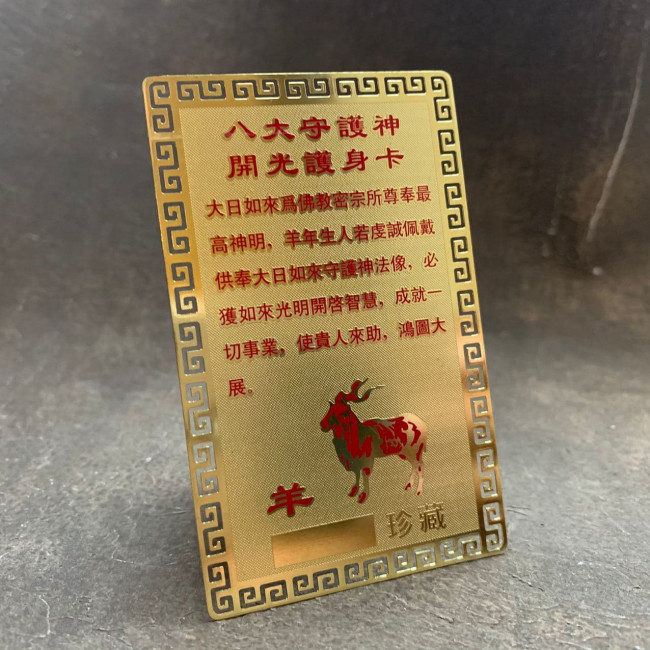 八大守護神
開光護身卡
大日如來爲佛教密宗所尊奉最
高神明，羊年生人若虔誠佩戴
供奉大日如來守護神法像，必
獲如來光明開啓智慧，成就一
切事業，使貴人來助，鴻圖大
展。
羊
珍藏